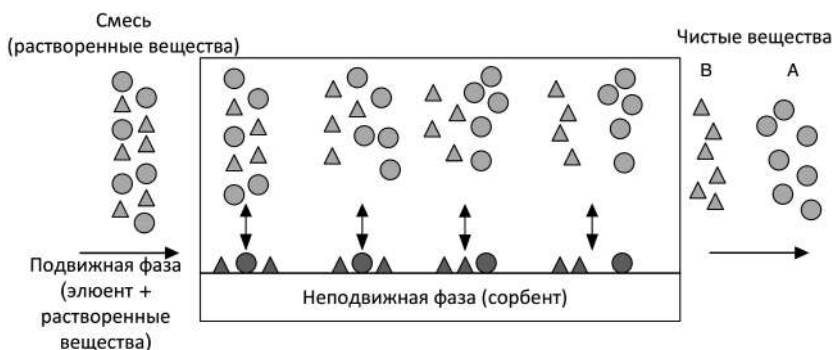 Смесь
(растворенные вещества)
Чистые вещества
В
А
Подвижная фаза
(элюент +
растворенные
вещества)
Неподвижная фаза (сорбент)